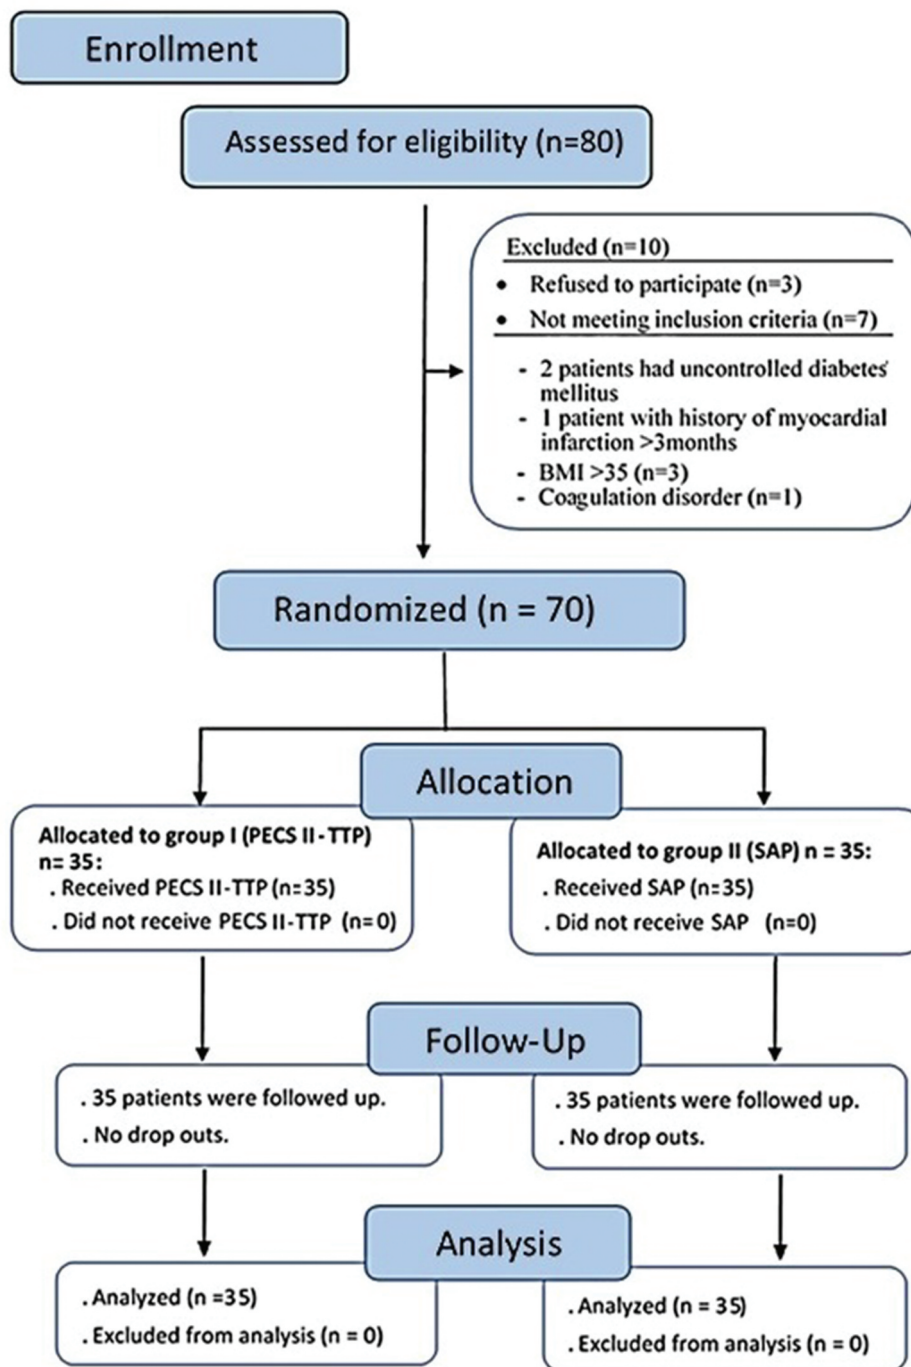 Enrollment
Assessed for eligibility (n=80)
Excluded (n=10)
• Refused to participate (n=3)
• Not meeting inclusion criteria (n=7)
- 2 patients had uncontrolled diabetes
mellitus
- 1 patient with history of myocardial
infarction >3months
- BMI >35 (n=3)
- Coagulation disorder (n=1)
Randomized (n = 70)
Allocation
Allocated to group I (PECS II-TTP)
n= 35:
. Received PECS II-TTP (n=35)
. Did not receive PECS II-TTP (n=0)
Allocated to group II (SAP) n = 35:
. Received SAP (n=35)
. Did not receive SAP (n=0)
Follow-Up
. 35 patients were followed up.
. No drop outs.
. 35 patients were followed up.
. No drop outs.
Analysis
. Analyzed (n =35)
. Excluded from analysis (n = 0)
. Analyzed (n = 35)
. Excluded from analysis (n = 0)